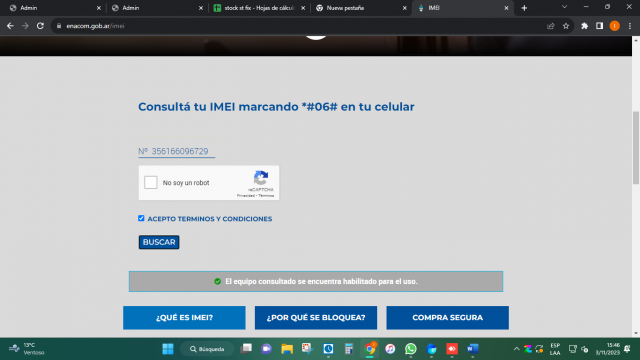 Admin
Admin
stock st fix - Hojas de cálcul
Nueva pestaña
IMEI
enacom.gob.ar/imei
Consultá tu IMEI marcando *#06# en tu celular
Nº 356166096729
No soy un robot
reCAPTCHA
Privacidad - Términos
ACEPTO TERMINOS Y CONDICIONES
BUSCAR
El equipo consultado se encuentra habilitado para el uso.
¿QUÉ ES IMEI?
¿POR QUÉ SE BLOQUEA?
COMPRA SEGURA
13°C
Ventoso
Búsqueda
ESP
LAA
15:46
3/11/2023